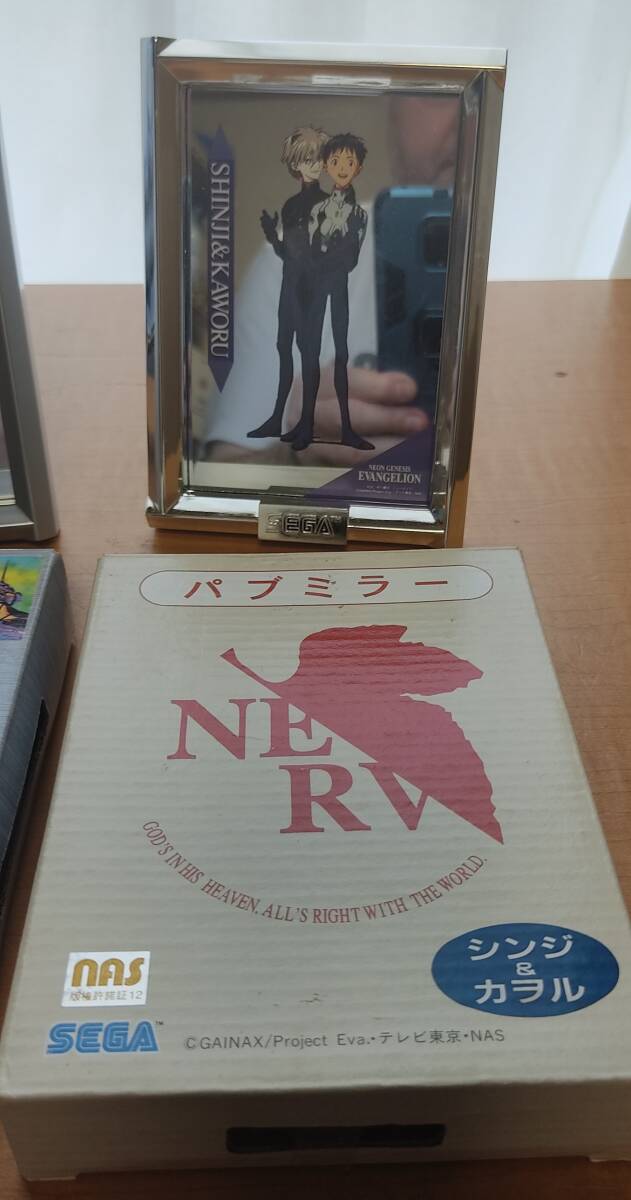 SHINJI&KAWORU
NEON GENESIS
EVANGELION
SEGA
パブミラー
NERV
GOD'S IN HIS HEAVEN. ALL'S RIGHT WITH THE WORLD.
nas
版権許諾証12
シンジ
&
カヲル
SEGA™
©GAINAX/Project Eva.・テレビ東京・NAS